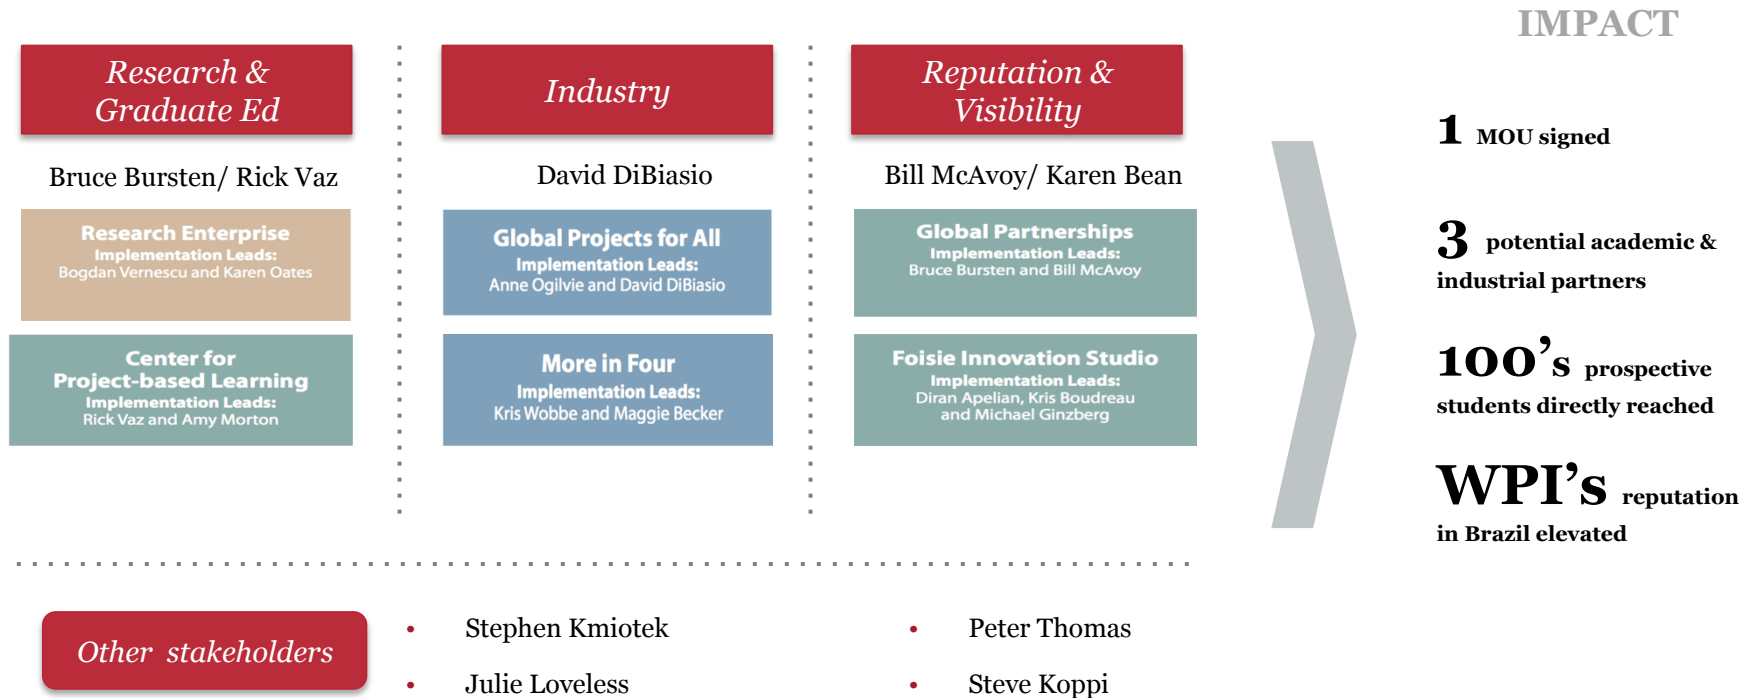 IMPACT
Research &
Graduate Ed
Bruce Bursten/ Rick Vaz
Research Enterprise
Implementation Leads:
Bogdan Vernescu and Karen Oates
Center for
Project-based Learning
Implementation Leads:
Rick Vaz and Amy Morton
Industry
David DiBiasio
Global Projects for All
Implementation Leads:
Anne Ogilvie and David DiBiasio
More in Four
Implementation Leads:
Kris Wobbe and Maggie Becker
Reputation &
Visibility
Bill McAvoy/ Karen Bean
Global Partnerships
Implementation Leads:
Bruce Bursten and Bill McAvoy
Foisie Innovation Studio
Implementation Leads:
Diran Apelian, Kris Boudreau
and Michael Ginzberg
1 MOU signed
3 potential academic &
industrial partners
100’s prospective
students directly reached
WPI’s reputation
in Brazil elevated
Other stakeholders
• Stephen Kmiotek
• Julie Loveless
• Peter Thomas
• Steve Koppi